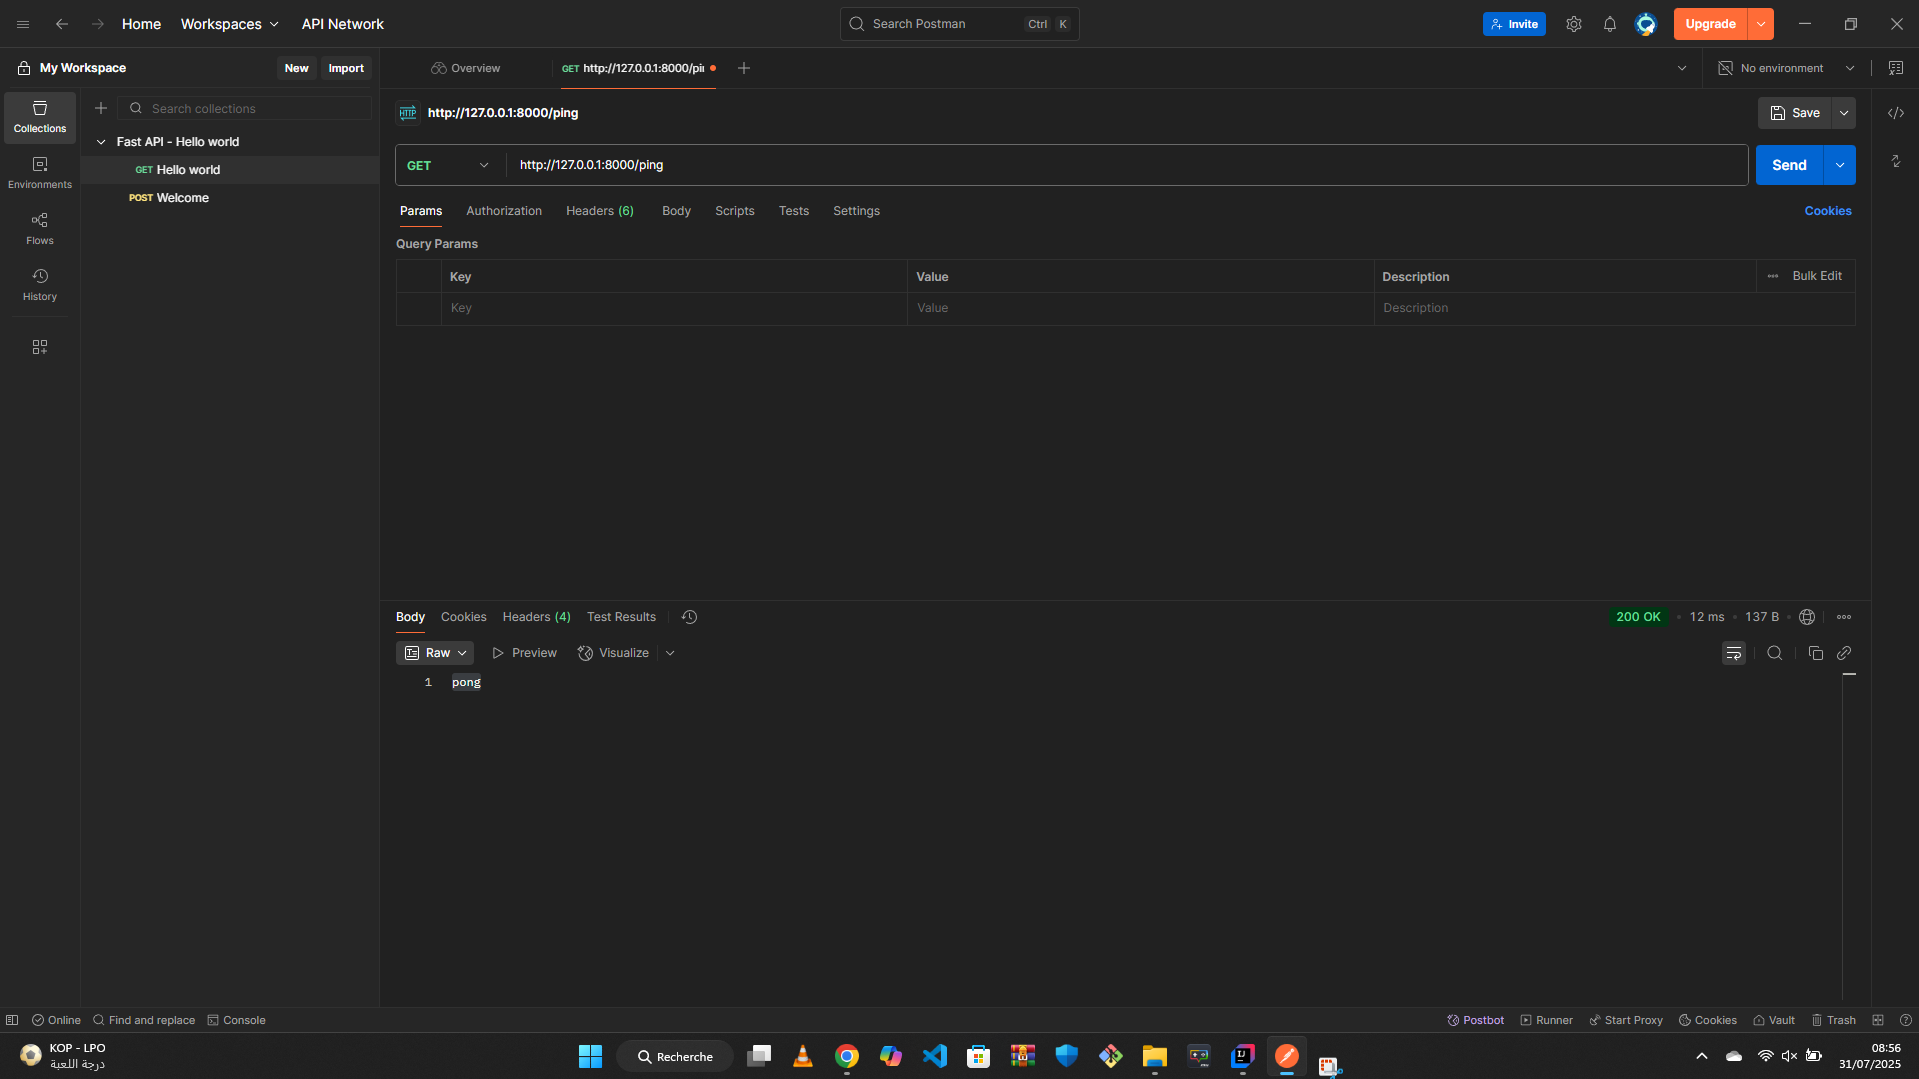 Home
Workspaces
API Network
Search Postman
Ctrl
K
Invite
Upgrade
My Workspace
New
Import
Overview
GET http://127.0.0.1:8000/pi
No environment
Collections
Environments
Flows
History
Search collections
Fast API - Hello world
GET Hello world
POST Welcome
HTTP
http://127.0.0.1:8000/ping
Save
GET
http://127.0.0.1:8000/ping
Send
Params
Authorization
Headers (6)
Body
Scripts
Tests
Settings
Cookies
Query Params
Key
Value
Description
Bulk Edit
Key
Value
Description
Body
Cookies
Headers (4)
Test Results
200 OK
12 ms
137 B
Raw
Preview
Visualize
1
pong
Online
Find and replace
Console
Postbot
Runner
Start Proxy
Cookies
Vault
Trash
KOP - LPO
درجة اللعبة
Recherche
08:56
31/07/2025